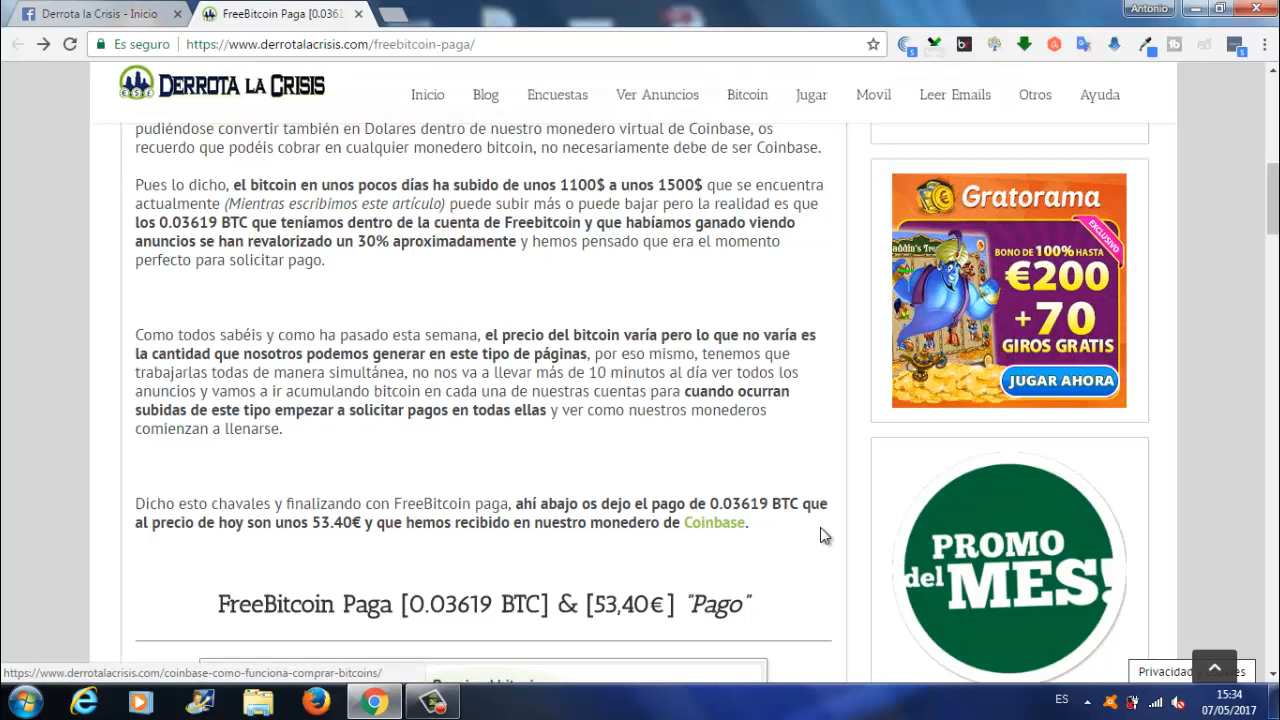 Derrota la Crisis - Inicio
FreeBitcoin Paga [0.0361
Antonio
Es seguro
https://www.derrotalacrisis.com/freebitcoin-paga/
DERROTA LA CRISIS
Inicio
Blog
Encuestas
Ver Anuncios
Bitcoin
Jugar
Movil
Leer Emails
Otros
Ayuda
pudiéndose convertir también en Dolares dentro de nuestro monedero virtual de Coinbase, os
recuerdo que podéis cobrar en cualquier monedero bitcoin, no necesariamente debe de ser Coinbase.
Pues lo dicho, el bitcoin en unos pocos días ha subido de unos 1100$ a unos 1500$ que se encuentra
actualmente (Mientras escribimos este artículo) puede subir más o puede bajar pero la realidad es que
los 0.03619 BTC que teníamos dentro de la cuenta de Freebitcoin y que habíamos ganado viendo
anuncios se han revalorizado un 30% aproximadamente y hemos pensado que era el momento
perfecto para solicitar pago.
Como todos sabéis y como ha pasado esta semana, el precio del bitcoin varía pero lo que no varía es
la cantidad que nosotros podemos generar en este tipo de páginas, por eso mismo, tenemos que
trabajarlas todas de manera simultánea, no nos va a llevar más de 10 minutos al día ver todos los
anuncios y vamos a ir acumulando bitcoin en cada una de nuestras cuentas para cuando ocurran
subidas de este tipo empezar a solicitar pagos en todas ellas y ver como nuestros monederos
comienzan a llenarse.
Dicho esto chavales y finalizando con FreeBitcoin paga, ahí abajo os dejo el pago de 0.03619 BTC que
al precio de hoy son unos 53.40€ y que hemos recibido en nuestro monedero de Coinbase.
FreeBitcoin Paga [0.03619 BTC] & [53,40€] "Pago"
Gratorama
EXCLUSIVO
BONO DE 100% HASTA
€200
+70
GIROS GRATIS
JUGAR AHORA
PROMO
del MES!
https://www.derrotalacrisis.com/coinbase-como-funciona-comprar-bitcoins/
ES
15:34
07/05/2017